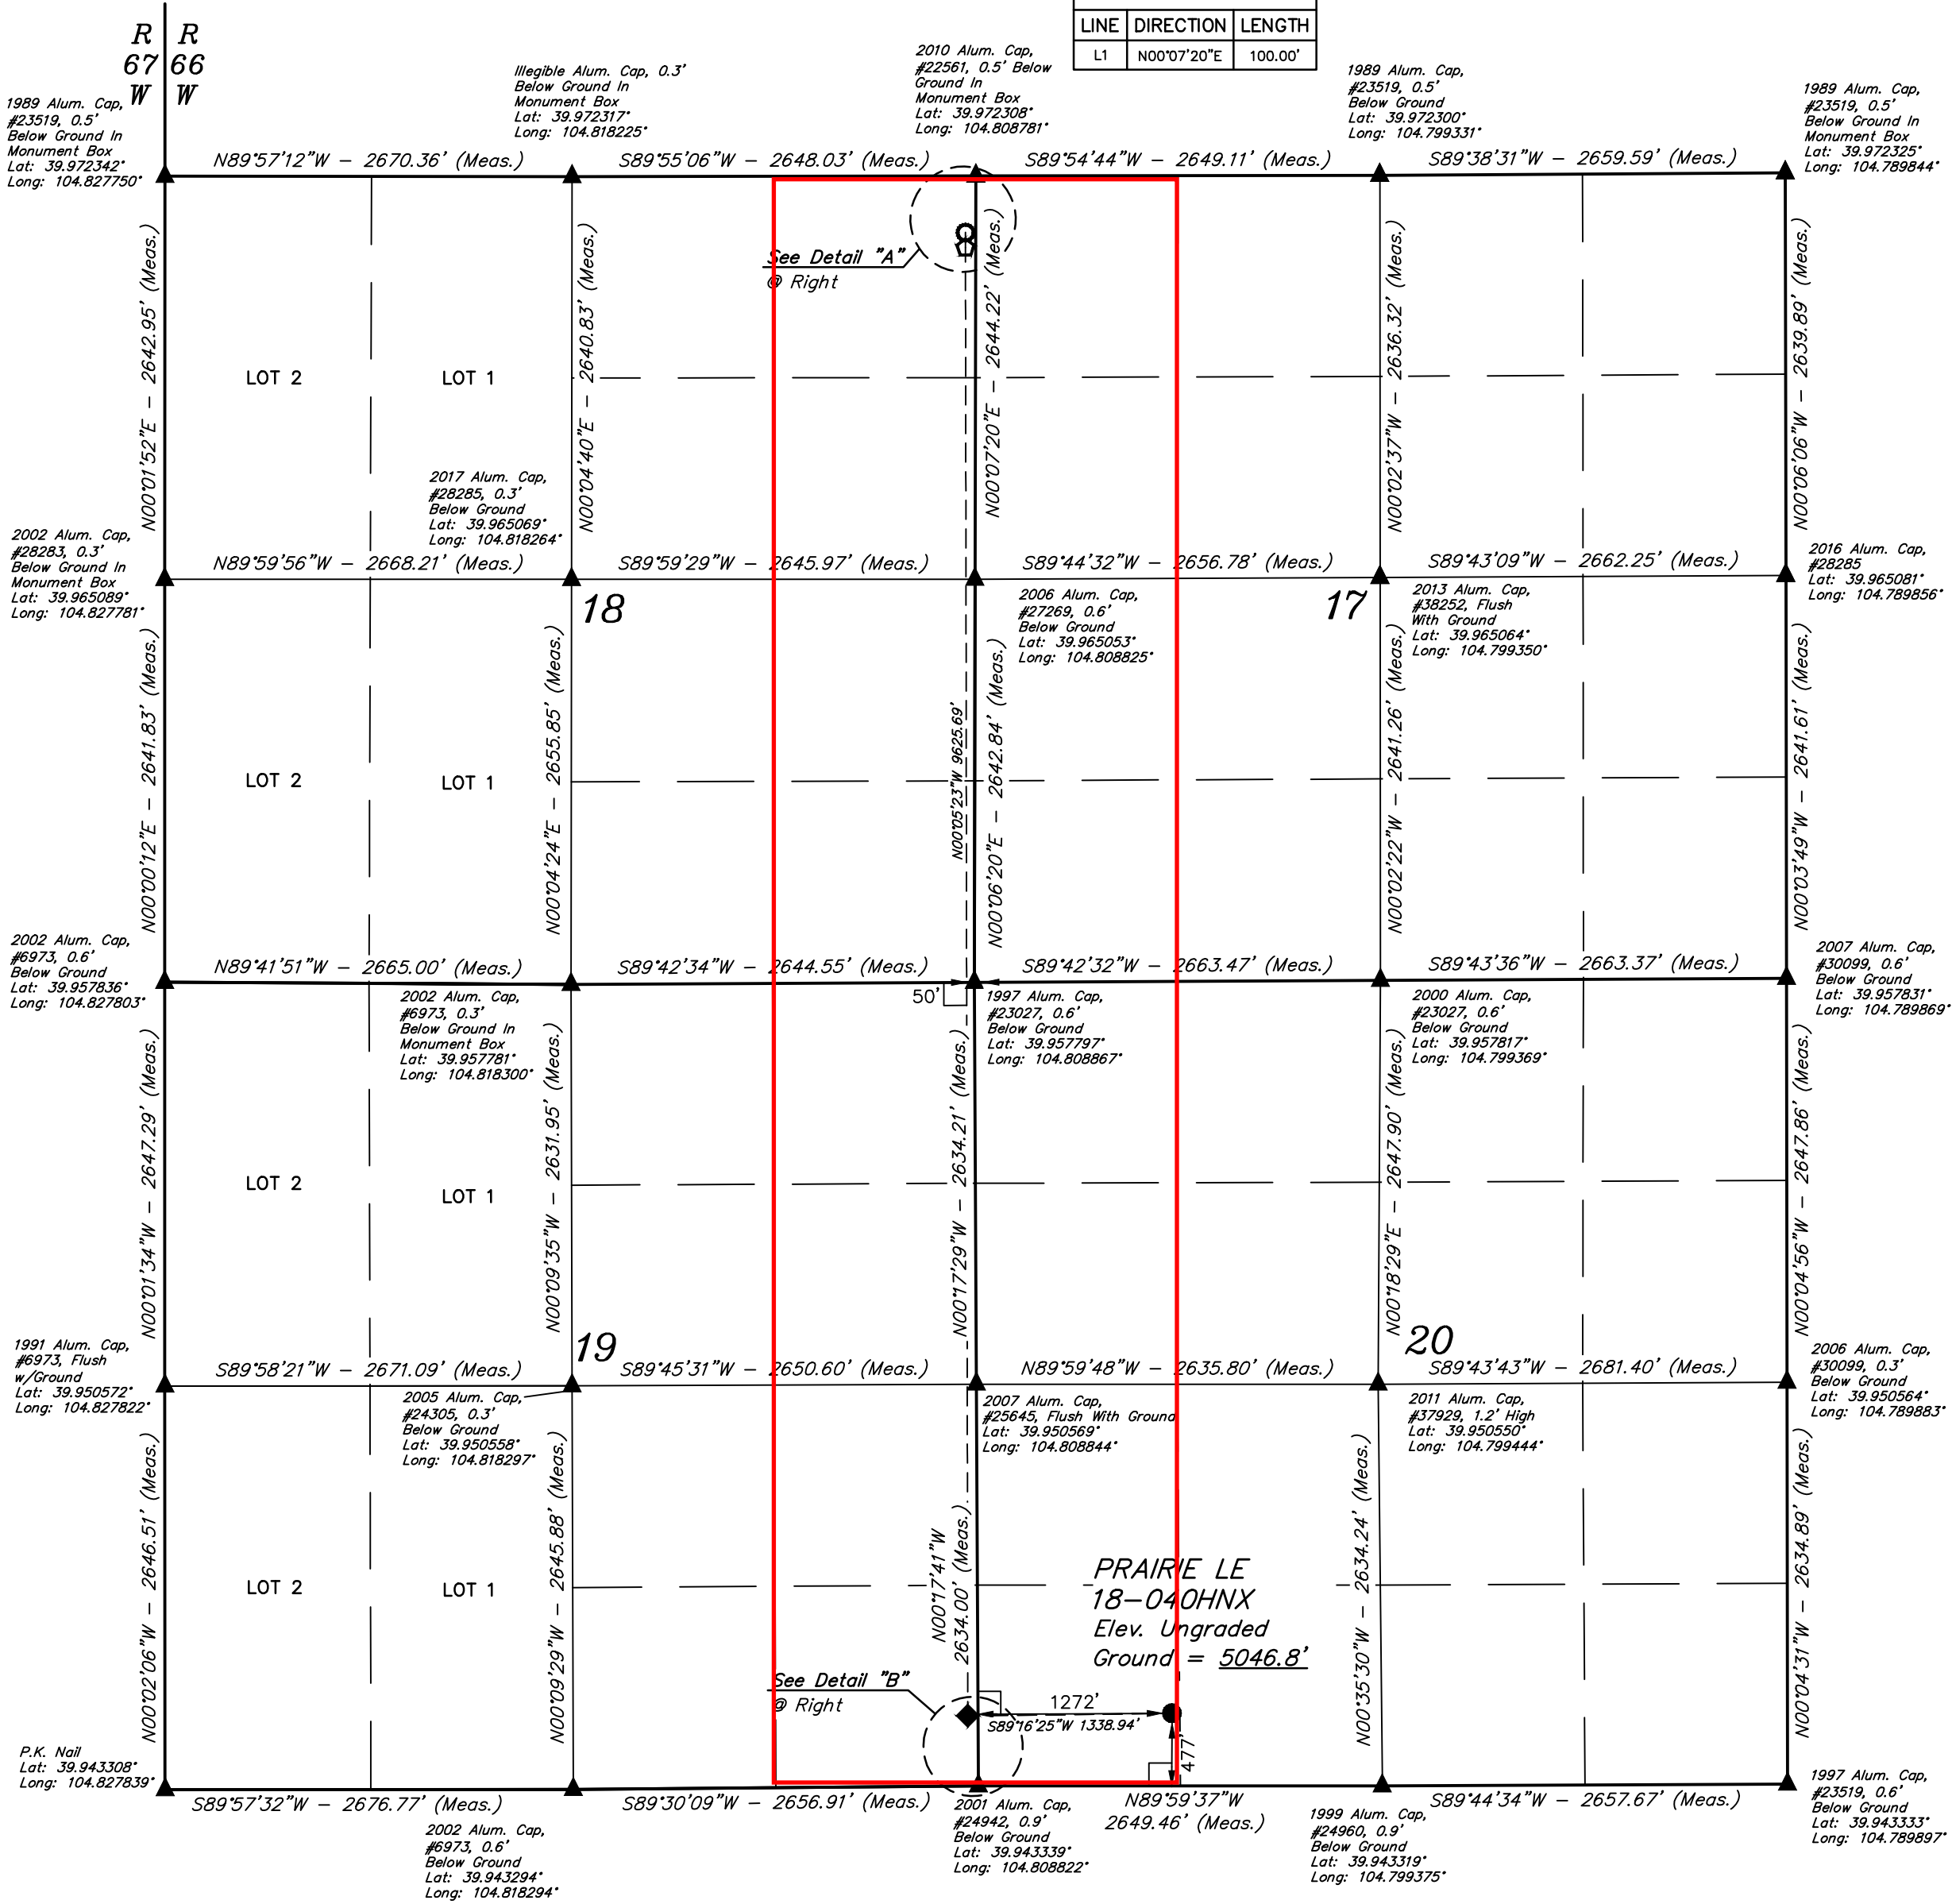 LINE DIRECTION LENGTH
L1 N00°07'20"E 100.00'
R R
67 66
W W
1989 Alum. Cap,
#23519, 0.5'
Below Ground In
Monument Box
Lat: 39.972342°
Long: 104.827750°
Illegible Alum. Cap, 0.3'
Below Ground In
Monument Box
Lat: 39.972317°
Long: 104.818225°
2010 Alum. Cap,
#22561, 0.5' Below
Ground In
Monument Box
Lat: 39.972308°
Long: 104.808781°
1989 Alum. Cap,
#23519, 0.5'
Below Ground
Lat: 39.972300°
Long: 104.799331°
1989 Alum. Cap,
#23519, 0.5'
Below Ground In
Monument Box
Lat: 39.972325°
Long: 104.789844°
N89°57'12"W - 2670.36' (Meas.)
S89°55'06"W - 2648.03' (Meas.)
S89°54'44"W - 2649.11' (Meas.)
S89°38'31"W - 2659.59' (Meas.)
See Detail "A"
@ Right
N00°01'52"E - 2642.95' (Meas.)
LOT 2
LOT 1
N00°04'40"E - 2640.83' (Meas.)
N00°07'20"E - 2644.22' (Meas.)
N00°02'37"W - 2636.32' (Meas.)
N00°06'06"W - 2639.89' (Meas.)
2002 Alum. Cap,
#28283, 0.3'
Below Ground In
Monument Box
Lat: 39.965089°
Long: 104.827781°
2017 Alum. Cap,
#28285, 0.3'
Below Ground
Lat: 39.965069°
Long: 104.818264°
N89°59'56"W - 2668.21' (Meas.)
S89°59'29"W - 2645.97' (Meas.)
S89°44'32"W - 2656.78' (Meas.)
S89°43'09"W - 2662.25' (Meas.)
2016 Alum. Cap,
#28285
Lat: 39.965081°
Long: 104.789856°
18
2006 Alum. Cap,
#27269, 0.6'
Below Ground
Lat: 39.965053°
Long: 104.808825°
17
2013 Alum. Cap,
#38252, Flush
With Ground
Lat: 39.965064°
Long: 104.799350°
N00°00'12"E - 2641.83' (Meas.)
LOT 2
LOT 1
N00°04'24"E - 2655.85' (Meas.)
N00°05'23"W 9625.69'
N00°06'20"E - 2642.84' (Meas.)
N00°02'22"W - 2641.26' (Meas.)
N00°03'49"W - 2641.61' (Meas.)
2002 Alum. Cap,
#6973, 0.6'
Below Ground
Lat: 39.957836°
Long: 104.827803°
N89°41'51"W - 2665.00' (Meas.)
S89°42'34"W - 2644.55' (Meas.)
S89°42'32"W - 2663.47' (Meas.)
S89°43'36"W - 2663.37' (Meas.)
2007 Alum. Cap,
#30099, 0.6'
Below Ground
Lat: 39.957831°
Long: 104.789869°
2002 Alum. Cap,
#6973, 0.3'
Below Ground In
Monument Box
Lat: 39.957781°
Long: 104.818300°
50'
1997 Alum. Cap,
#23027, 0.6'
Below Ground
Lat: 39.957797°
Long: 104.808867°
2000 Alum. Cap,
#23027, 0.6'
Below Ground
Lat: 39.957817°
Long: 104.799369°
N00°01'34"W - 2647.29' (Meas.)
LOT 2
LOT 1
N00°09'35"W - 2631.95' (Meas.)
N00°17'29"W - 2634.21' (Meas.)
N00°18'29"E - 2647.90' (Meas.)
N00°04'56"W - 2647.86' (Meas.)
1991 Alum. Cap,
#6973, Flush
w/Ground
Lat: 39.950572°
Long: 104.827822°
19
20
S89°58'21"W - 2671.09' (Meas.)
S89°45'31"W - 2650.60' (Meas.)
N89°59'48"W - 2635.80' (Meas.)
S89°43'43"W - 2681.40' (Meas.)
2006 Alum. Cap,
#30099, 0.3'
Below Ground
Lat: 39.950564°
Long: 104.789883°
2005 Alum. Cap,
#24305, 0.3'
Below Ground
Lat: 39.950558°
Long: 104.818297°
2007 Alum. Cap,
#25645, Flush With Ground
Lat: 39.950569°
Long: 104.808844°
2011 Alum. Cap,
#37929, 1.2' High
Lat: 39.950550°
Long: 104.799444°
N00°02'06"W - 2646.51' (Meas.)
LOT 2
LOT 1
N00°09'29"W - 2645.88' (Meas.)
N00°17'41"W
2634.00' (Meas.)
PRAIRIE LE
18-040HNX
Elev. Ungraded
Ground = 5046.8'
N00°35'30"W - 2634.24' (Meas.)
N00°04'31"W - 2634.89' (Meas.)
See Detail "B"
@ Right
1272'
S89°16'25"W 1338.94'
477'
P.K. Nail
Lat: 39.943308°
Long: 104.827839°
S89°57'32"W - 2676.77' (Meas.)
S89°30'09"W - 2656.91' (Meas.)
N89°59'37"W
2649.46' (Meas.)
S89°44'34"W - 2657.67' (Meas.)
2002 Alum. Cap,
#6973, 0.6'
Below Ground
Lat: 39.943294°
Long: 104.818294°
2001 Alum. Cap,
#24942, 0.9'
Below Ground
Lat: 39.943339°
Long: 104.808822°
1999 Alum. Cap,
#24960, 0.9'
Below Ground
Lat: 39.943319°
Long: 104.799375°
1997 Alum. Cap,
#23519, 0.6'
Below Ground
Lat: 39.943333°
Long: 104.789897°